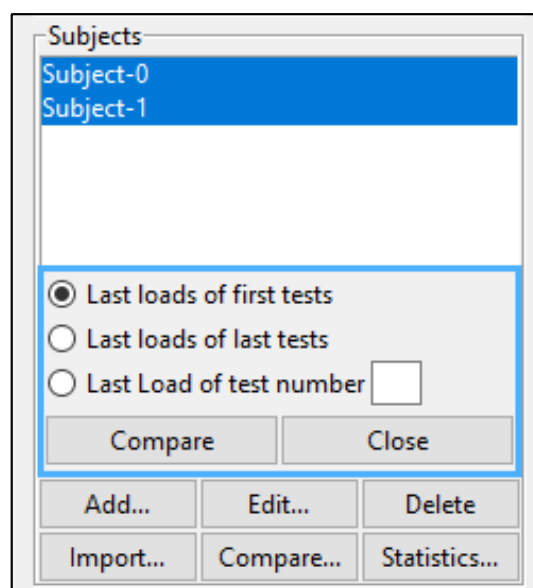 Subjects
Subject-0
Subject-1
Last loads of first tests
Last loads of last tests
Last Load of test number
Compare Close
Add... Edit... Delete
Import... Compare... Statistics...